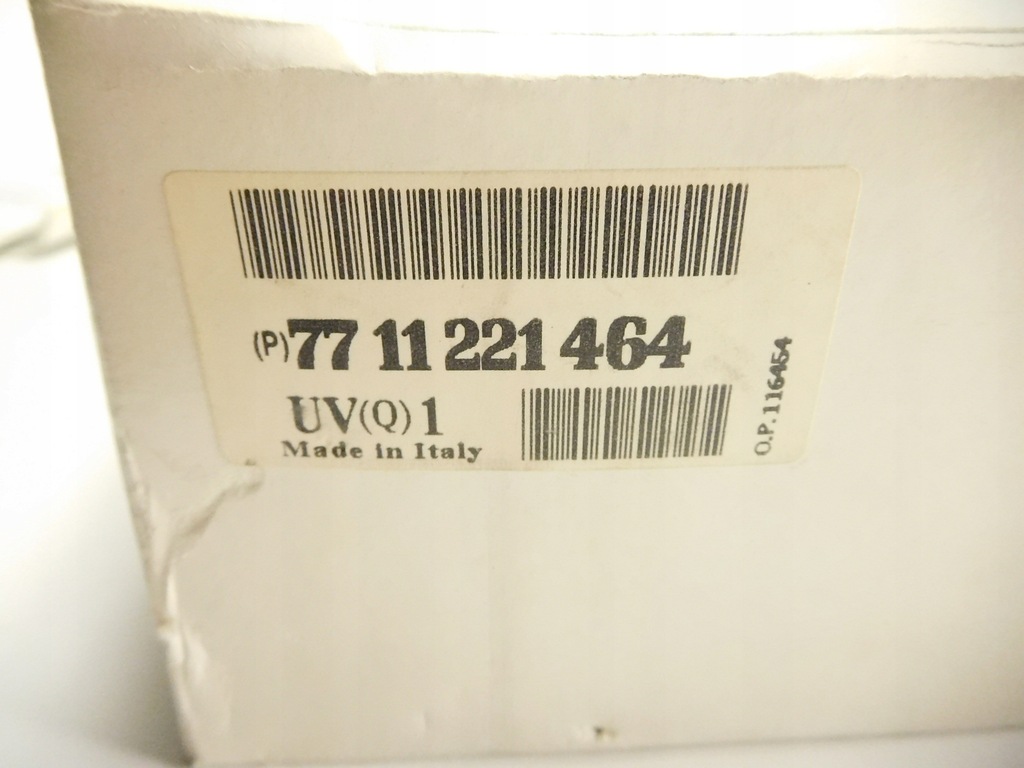 (P)77 11 221 464
UV(Q) 1
Made in Italy
O.P.116454